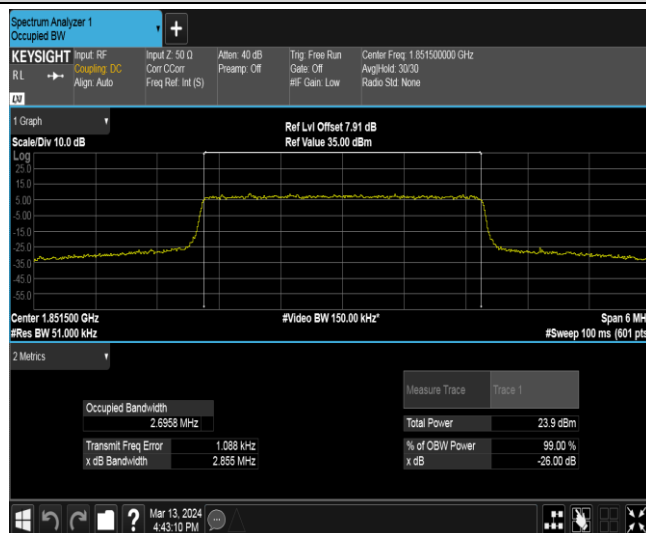 Spectrum Analyzer 1
Occupied BW
KEYSIGHT
RL
LXI
Input: RF
Coupling: DC
Align: Auto
Input Z: 50 Ω
Corr CCorr
Freq Ref: Int (S)
Atten: 40 dB
Preamp: Off
Trig: Free Run
Gate: Off
#IF Gain: Low
Center Freq: 1.851500000 GHz
Avg|Hold: 30/30
Radio Std: None
1 Graph
Scale/Div 10.0 dB
Ref Lvl Offset 7.91 dB
Ref Value 35.00 dBm
Log
25.0
15.0
5.00
-5.00
-15.0
-25.0
-35.0
-45.0
-55.0
Center 1.851500 GHz
#Res BW 51.000 kHz
#Video BW 150.00 kHz*
Span 6 MH
#Sweep 100 ms (601 pts
2 Metrics
Measure Trace Trace 1
Occupied Bandwidth
2.6958 MHz
Total Power 23.9 dBm
Transmit Freq Error 1.088 kHz
x dB Bandwidth 2.855 MHz
% of OBW Power 99.00 %
x dB -26.00 dB
?
Mar 13, 2024
4:43:10 PM